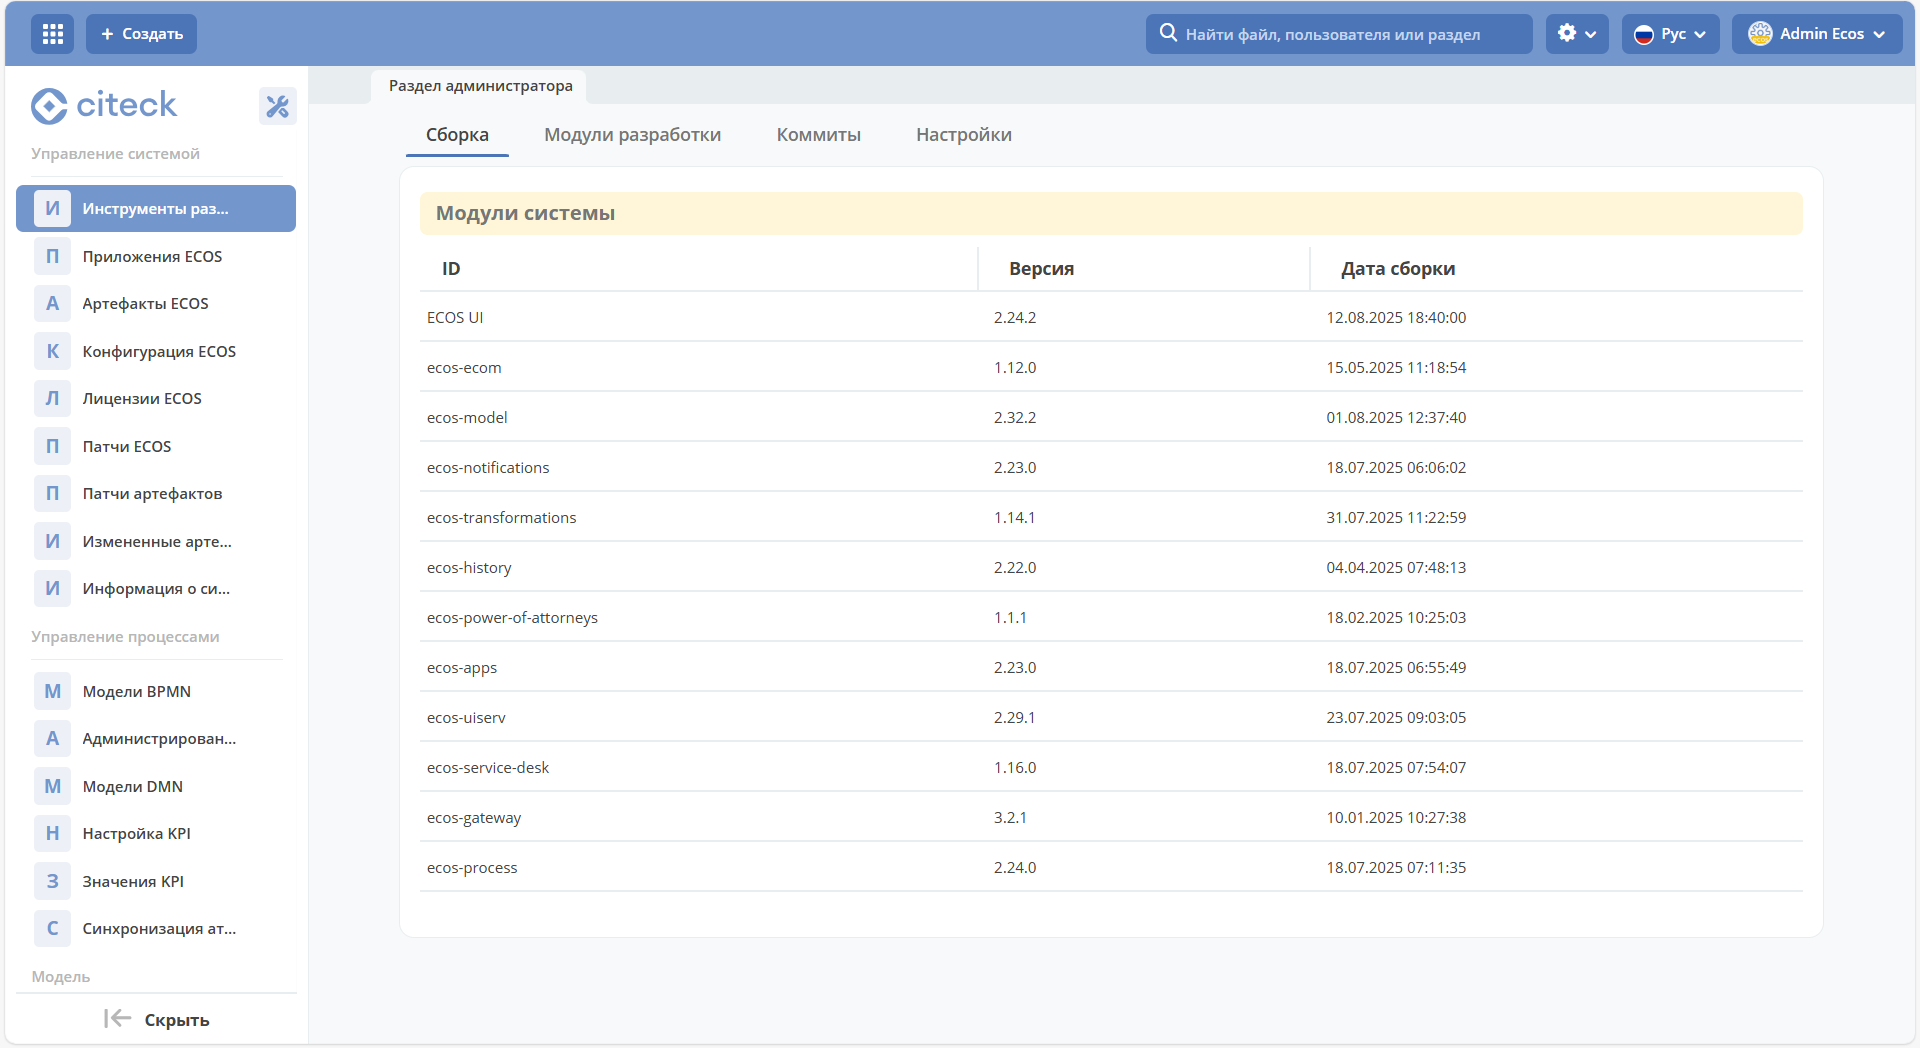 + Создать
Найти файл, пользователя или раздел
Рус
Admin Ecos
citeck
Управление системой
И Инструменты раз...
П Приложения ECOS
А Артефакты ECOS
К Конфигурация ECOS
Л Лицензии ECOS
П Патчи ECOS
П Патчи артефактов
И Измененные арте...
И Информация о си...
Управление процессами
М Модели BPMN
А Администрирован...
М Модели DMN
Н Настройка KPI
З Значения KPI
С Синхронизация ат...
Модель
Скрыть
Раздел администратора
Сборка Модули разработки Коммиты Настройки
Модули системы
ID Версия Дата сборки
ECOS UI 2.24.2 12.08.2025 18:40:00
ecos-ecom 1.12.0 15.05.2025 11:18:54
ecos-model 2.32.2 01.08.2025 12:37:40
ecos-notifications 2.23.0 18.07.2025 06:06:02
ecos-transformations 1.14.1 31.07.2025 11:22:59
ecos-history 2.22.0 04.04.2025 07:48:13
ecos-power-of-attorneys 1.1.1 18.02.2025 10:25:03
ecos-apps 2.23.0 18.07.2025 06:55:49
ecos-uiserv 2.29.1 23.07.2025 09:03:05
ecos-service-desk 1.16.0 18.07.2025 07:54:07
ecos-gateway 3.2.1 10.01.2025 10:27:38
ecos-process 2.24.0 18.07.2025 07:11:35